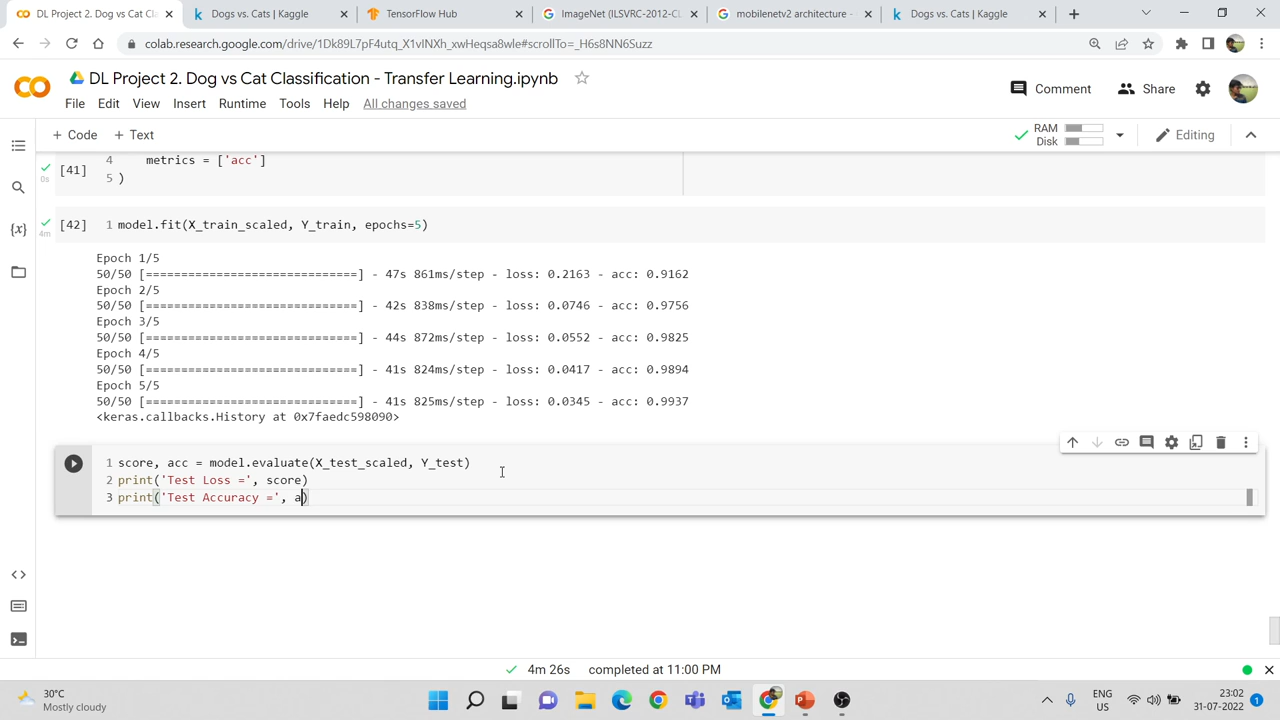 DL Project 2. Dog vs Cat Cl
Dogs vs. Cats | Kaggle
TensorFlow Hub
ImageNet (ILSVRC-2012-CL
mobilenetv2 architecture -
Dogs vs. Cats | Kaggle
colab.research.google.com/drive/1Dk89L7pF4utq_X1vINXh_xwHeqsa8wle#scrollTo=_H6s8NN6Suzz
DL Project 2. Dog vs Cat Classification - Transfer Learning.ipynb
Comment
Share
File Edit View Insert Runtime Tools Help All changes saved
+ Code + Text
RAM
Disk
Editing
[41]
4 metrics = ['acc']
5 )
[42] 1 model.fit(X_train_scaled, Y_train, epochs=5)
0s
4m
{x}
Epoch 1/5
50/50 [==============================] - 47s 861ms/step - loss: 0.2163 - acc: 0.9162
Epoch 2/5
50/50 [==============================] - 42s 838ms/step - loss: 0.0746 - acc: 0.9756
Epoch 3/5
50/50 [==============================] - 44s 872ms/step - loss: 0.0552 - acc: 0.9825
Epoch 4/5
50/50 [==============================] - 41s 824ms/step - loss: 0.0417 - acc: 0.9894
Epoch 5/5
50/50 [==============================] - 41s 825ms/step - loss: 0.0345 - acc: 0.9937
<keras.callbacks.History at 0x7faedc598090>
1 score, acc = model.evaluate(X_test_scaled, Y_test)
2 print('Test Loss =', score)
3 print('Test Accuracy =', a)
4m 26s completed at 11:00 PM
30°C
Mostly cloudy
ENG
US
23:02
31-07-2022
1